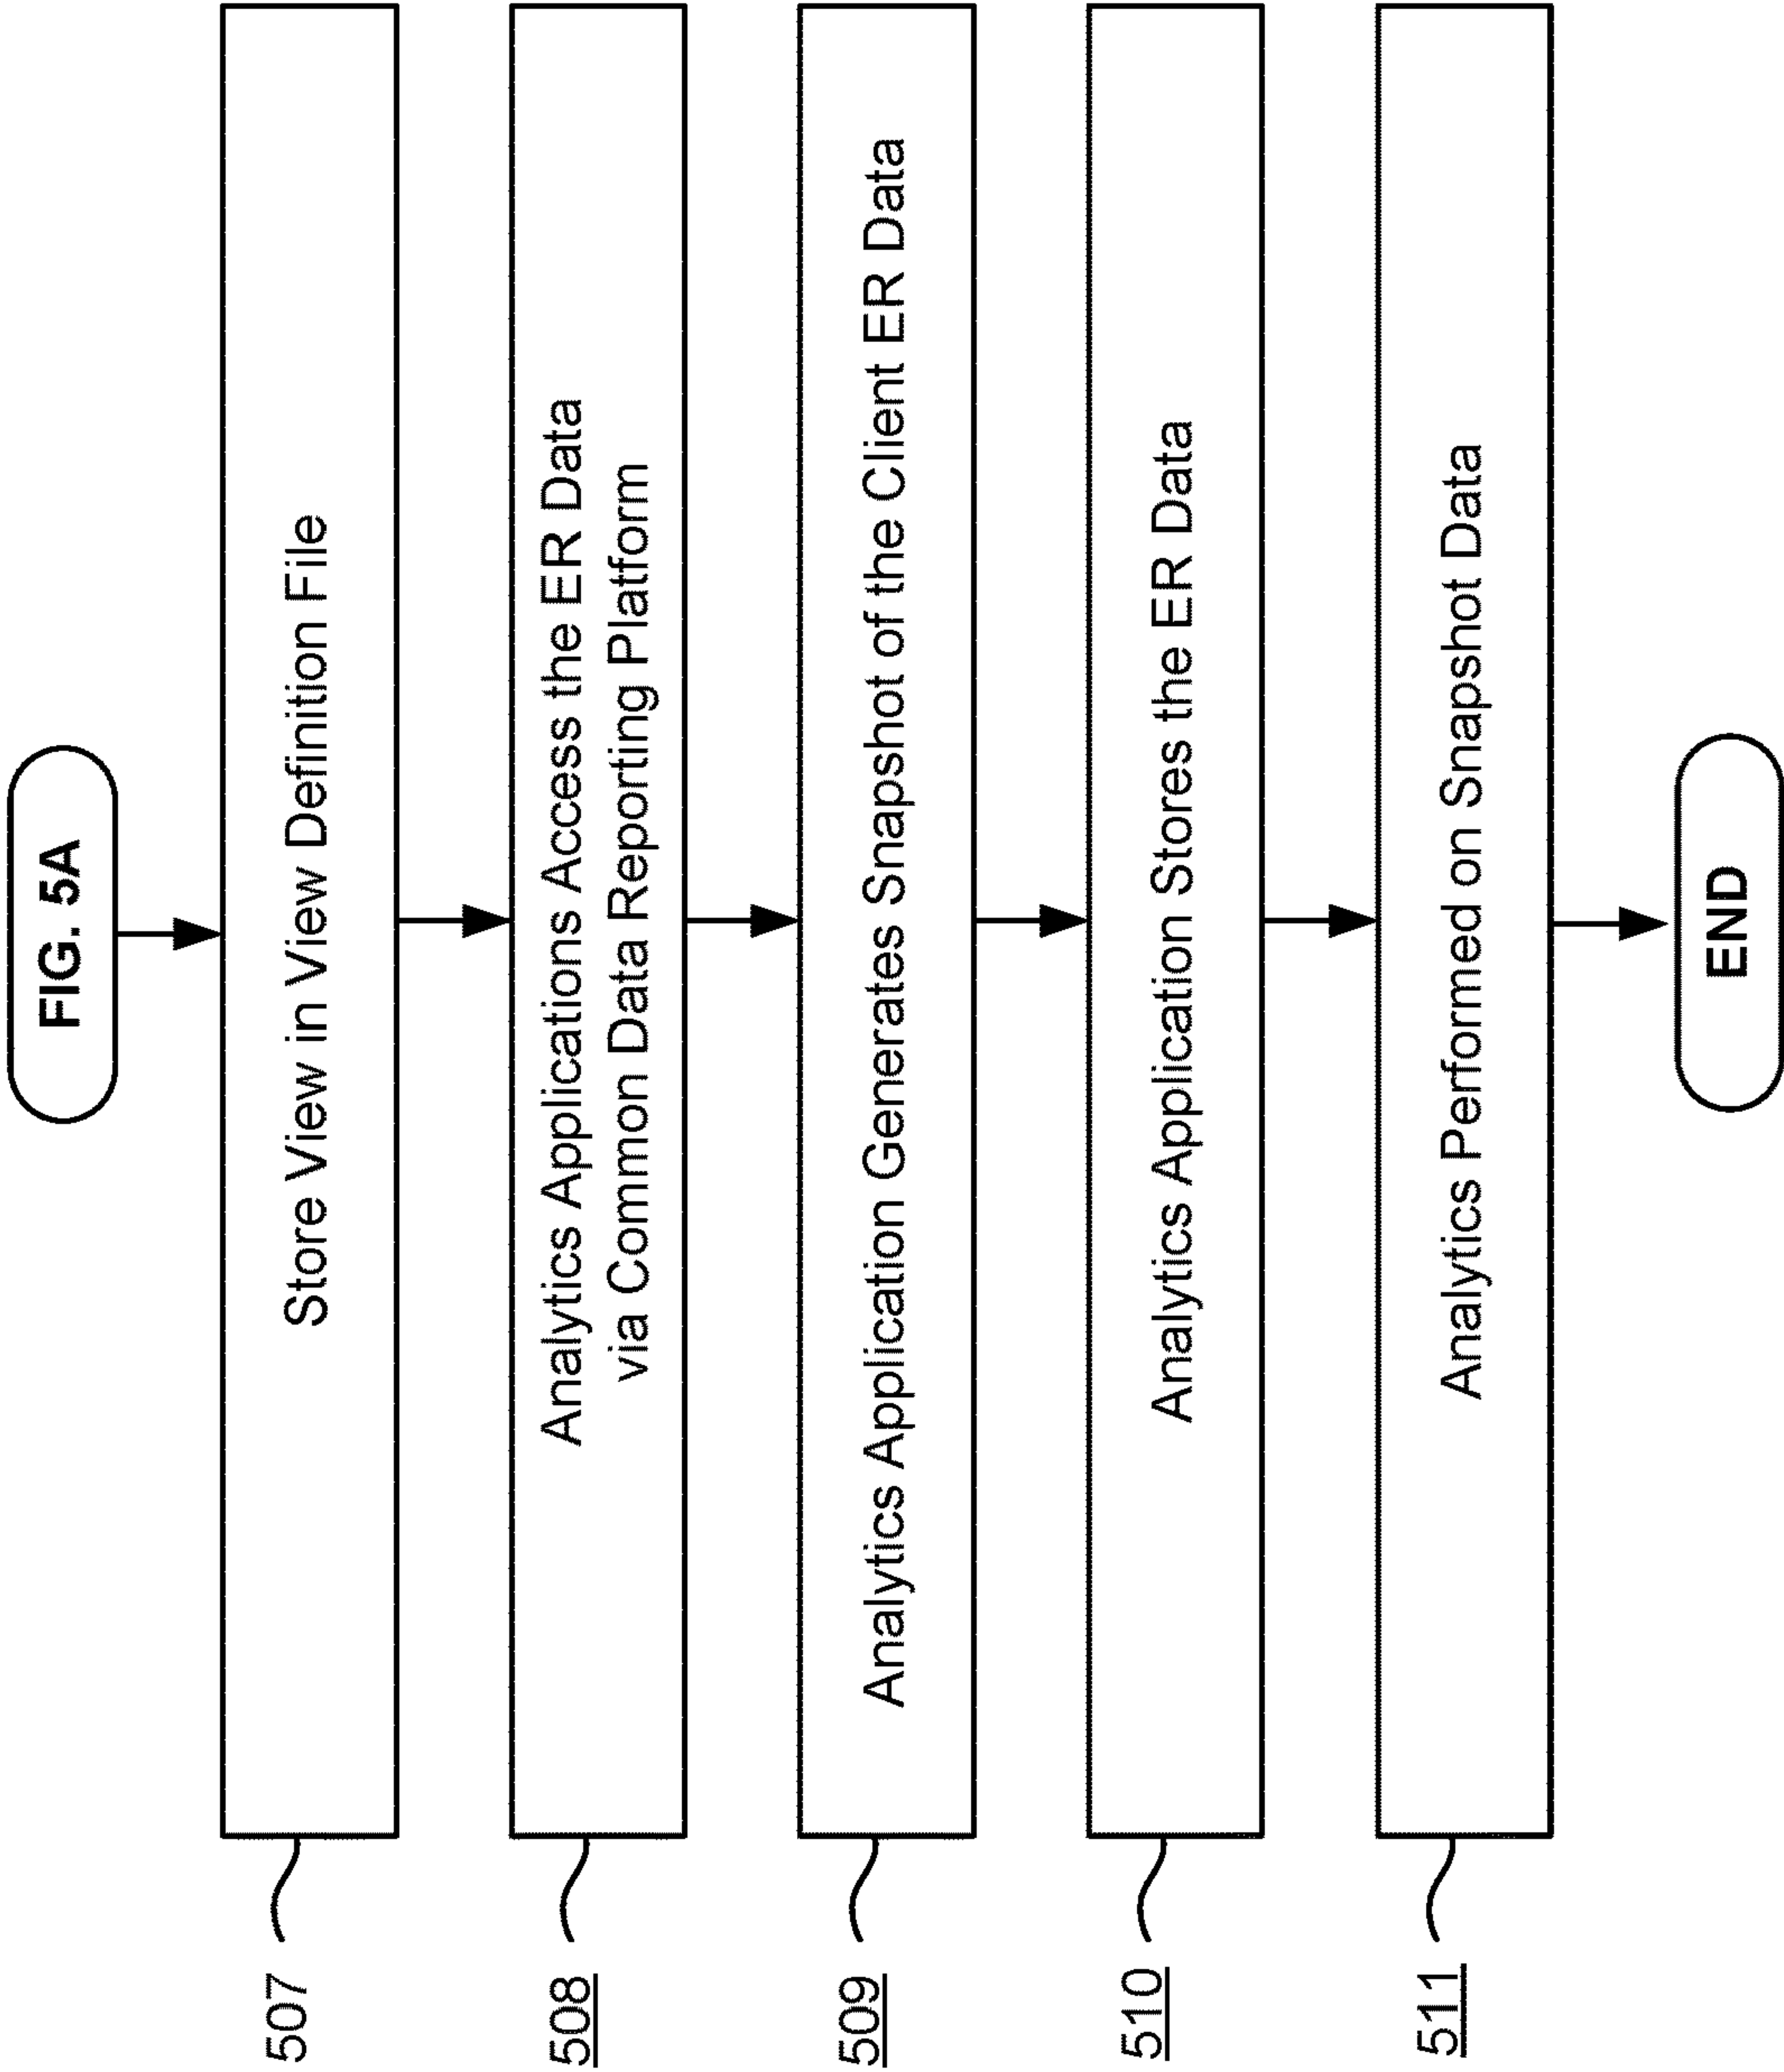 FIG. 5A
507
Store View in View Definition File
508
Analytics Applications Access the ER Data
via Common Data Reporting Platform
509
Analytics Application Generates Snapshot of the Client ER Data
510
Analytics Application Stores the ER Data
511
Analytics Performed on Snapshot Data
END